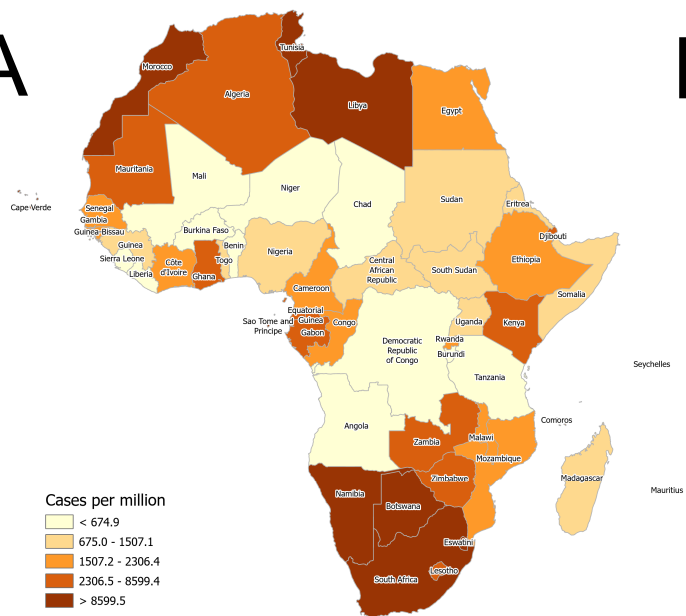 A
Tunisia
Morocco
Algeria
Libya
Egypt
Mauritania
Mali
Niger
Chad
Sudan
Eritrea
Cape-Verde
Senegal
Gambia
Guinea-Bissau
Guinea
Sierra Leone
Liberia
Côte
d'Ivoire
Burkina Faso
Ghana
Togo
Benin
Nigeria
Djibouti
Ethiopia
Central
African
Republic
South Sudan
Somalia
Cameroon
Equatorial
Guinea
Sao Tome and
Principe
Gabon
Congo
Uganda
Kenya
Rwanda
Burundi
Democratic
Republic
of Congo
Tanzania
Seychelles
Comoros
Angola
Zambia
Malawi
Mozambique
Zimbabwe
Madagascar
Mauritius
Namibia
Botswana
Eswatini
Lesotho
South Africa
Cases per million
< 674.9
675.0 - 1507.1
1507.2 - 2306.4
2306.5 - 8599.4
> 8599.5